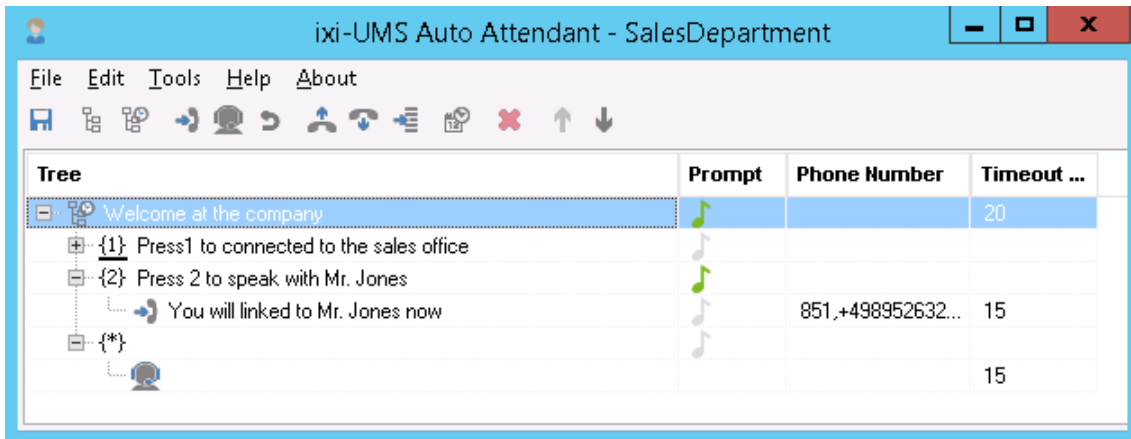 ixi-UMS Auto Attendant - SalesDepartment
File Edit Tools Help About
Tree Prompt Phone Number Timeout ...
Welcome at the company 20
{1} Press1 to connected to the sales office
{2} Press 2 to speak with Mr. Jones
You will linked to Mr. Jones now 851,+498952632... 15
{*}
15